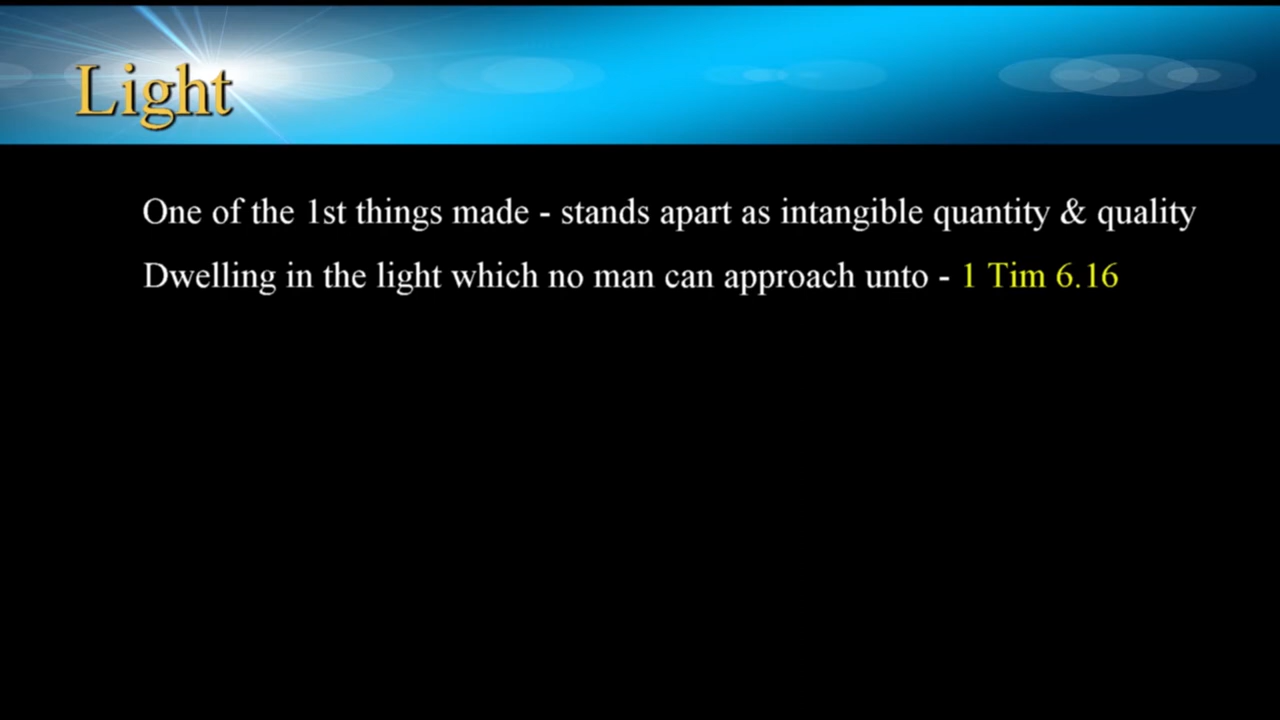 Light
One of the 1st things made - stands apart as intangible quantity & quality
Dwelling in the light which no man can approach unto - 1 Tim 6.16